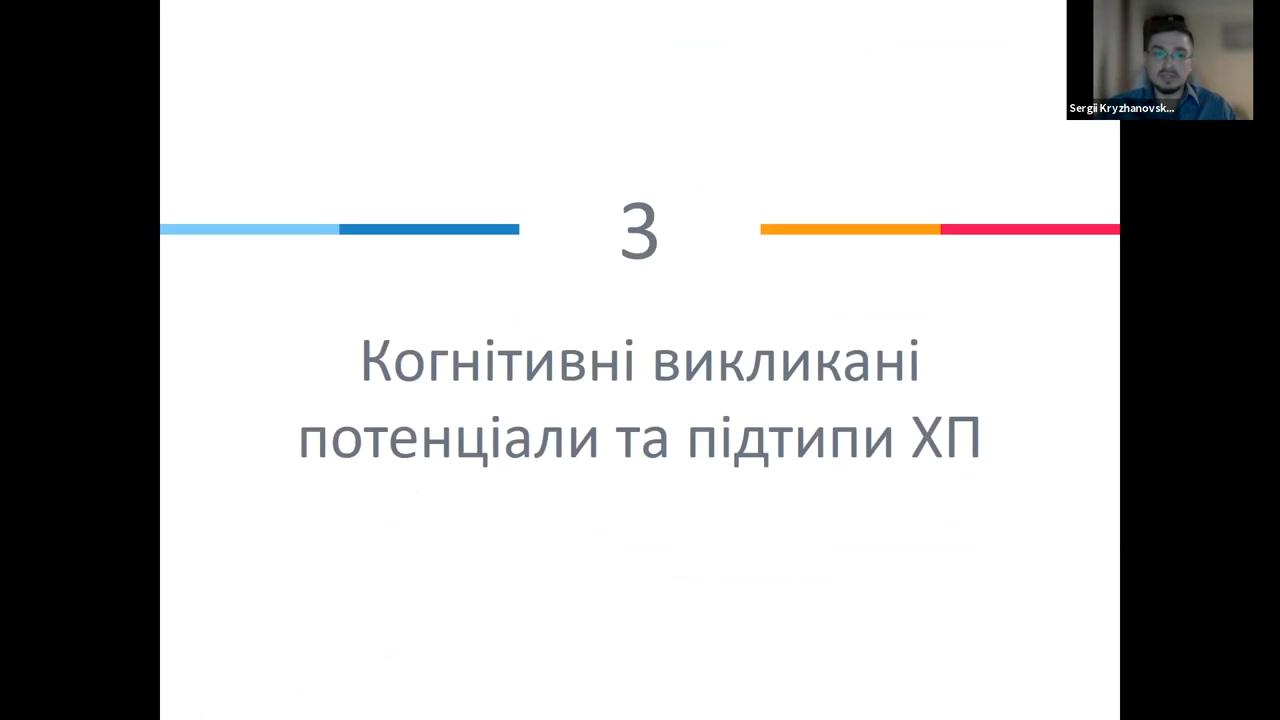 Sergii Kryzhanovsk...
3
Когнітивні викликані
потенціали та підтипи ХП